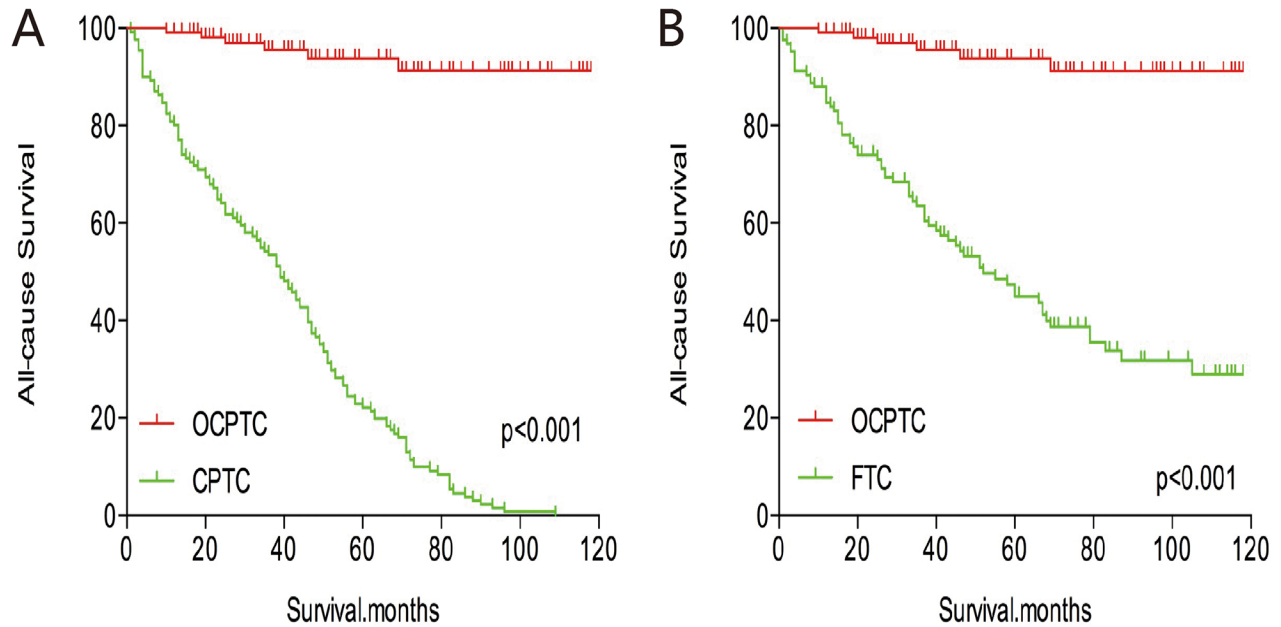 A
All-cause Survival
100
80
60
40
20
0
OCPTC
CPTC
p<0.001
0 20 40 60 80 100 120
Survival.months
B
All-cause Survival
100
80
60
40
20
0
OCPTC
FTC
p<0.001
0 20 40 60 80 100 120
Survival.months